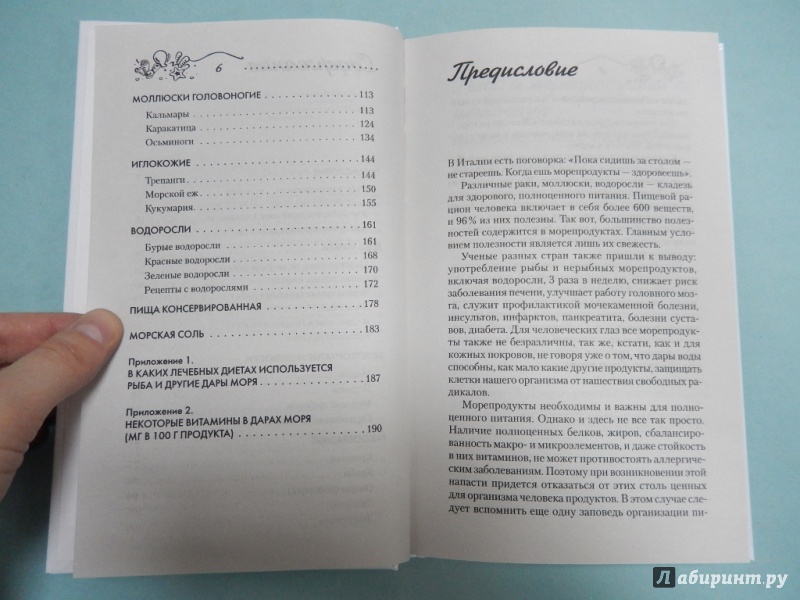 6
МОЛЛЮСКИ ГОЛОВОНОГИЕ 113
Кальмары 113
Каракатица 124
Осьминоги 134
ИГЛОКОЖИЕ 144
Трепанги 144
Морской еж 150
Кукумария 155
ВОДОРОСЛИ 161
Бурые водоросли 161
Красные водоросли 168
Зеленые водоросли 170
Рецепты с водорослями 172
ПИЩА КОНСЕРВИРОВАННАЯ 178
МОРСКАЯ СОЛЬ 183
Приложение 1.
В КАКИХ ЛЕЧЕБНЫХ ДИЕТАХ ИСПОЛЬЗУЕТСЯ
РЫБА И ДРУГИЕ ДАРЫ МОРЯ 187
Приложение 2.
НЕКОТОРЫЕ ВИТАМИНЫ В ДАРАХ МОРЯ
(МГ В 100 Г ПРОДУКТА) 190
Предисловие
В Италии есть поговорка: «Пока сидишь за столом —
не стареешь. Когда ешь морепродукты — здоровеешь».
Различные раки, моллюски, водоросли — кладезь
для здорового, полноценного питания. Пищевой ра-
цион человека включает в себя более 600 веществ,
и 96% из них полезны. Так вот, большинство полез-
ностей содержится в морепродуктах. Главным усло-
вием полезности является лишь их свежесть.
Ученые разных стран также пришли к выводу:
употребление рыбы и нерыбных морепродуктов,
включая водоросли, 3 раза в неделю, снижает риск
заболевания печени, улучшает работу головного моз-
га, служит профилактикой мочекаменной болезни,
инсультов, инфарктов, панкреатита, болезни суста-
вов, диабета. Для человеческих глаз все морепродук-
ты также не безразличны, так же, кстати, как и для
кожных покровов, не говоря уже о том, что дары воды
способны, как мало какие другие продукты, защищать
клетки нашего организма от нашествия свободных ра-
дикалов.
Морепродукты необходимы и важны для полно-
ценного питания. Однако и здесь не все так просто.
Наличие полноценных белков, жиров, сбалансиро-
ванность макро- и микроэлементов, и даже стойкость
в них витаминов, не может противостоять аллергиче-
ским заболеваниям. Поэтому при возникновении этой
напасти придется отказаться от этих столь ценных
для организма человека продуктов. В этом случае сле-
дует вспомнить еще одну заповедь организации пи-
Лабиринт.ру